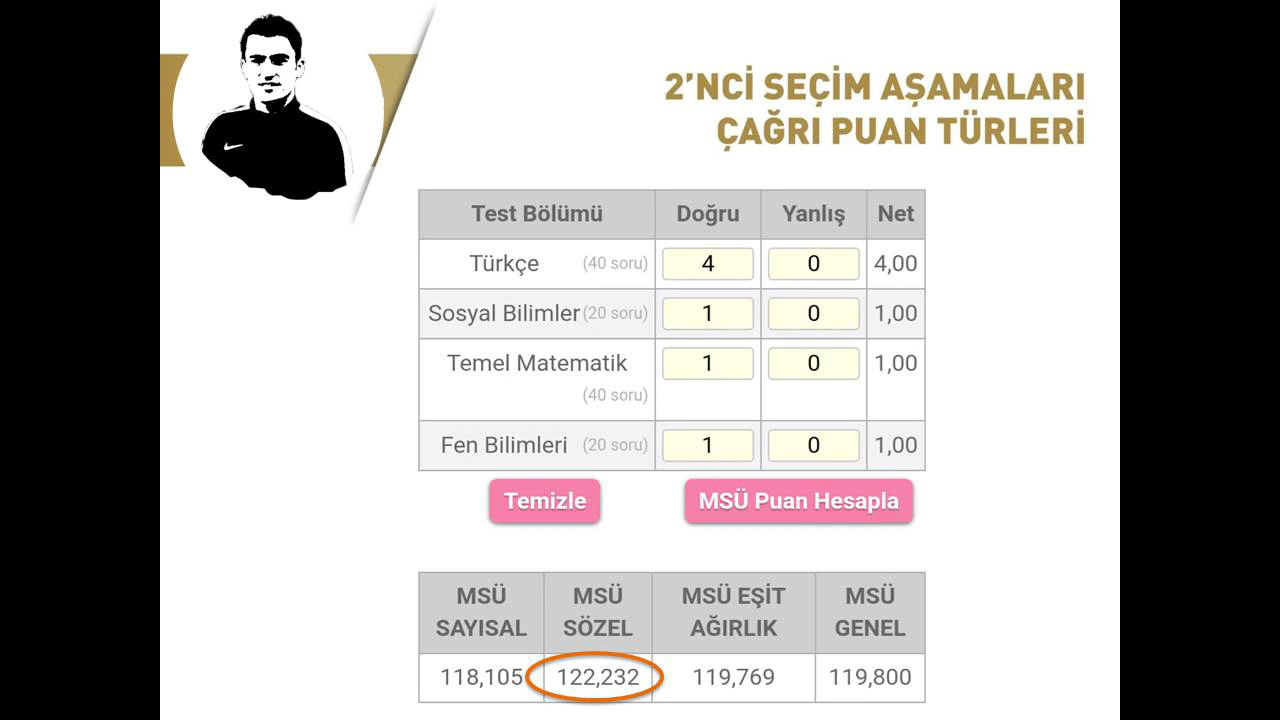 2’NCİ SEÇİM AŞAMALARI
ÇAĞRI PUAN TÜRLERİ
Test Bölümü Doğru Yanlış Net
Türkçe (40 soru) 4 0 4,00
Sosyal Bilimler (20 soru) 1 0 1,00
Temel Matematik 1 0 1,00
(40 soru)
Fen Bilimleri (20 soru) 1 0 1,00
Temizle MSÜ Puan Hesapla
MSÜ MSÜ MSÜ EŞİT MSÜ
SAYISAL SÖZEL AĞIRLIK GENEL
118,105 122,232 119,769 119,800